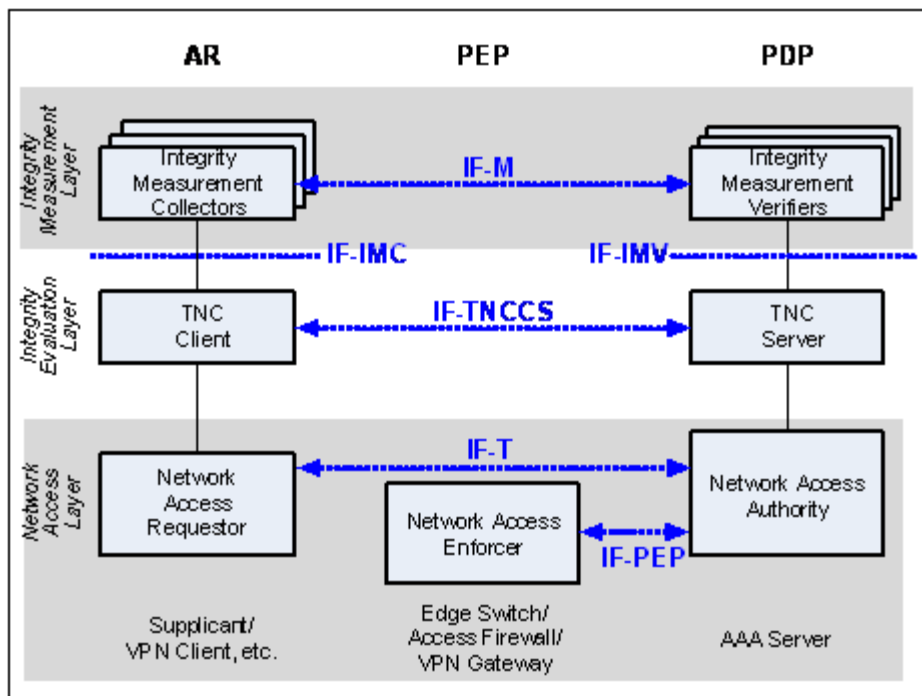 AR
PEP
PDP
Integrity
Measurement
Layer
Integrity
Measurement
Collectors
IF-M
Integrity
Measurement
Verifiers
IF-IMC
IF-IMV
Integrity
Evaluation
Layer
TNC
Client
IF-TNCCS
TNC
Server
Network
Access
Layer
Network
Access
Requestor
IF-T
Network Access
Enforcer
IF-PEP
Network Access
Authority
Supplicant/
VPN Client, etc.
Edge Switch/
Access Firewall/
VPN Gateway
AAA Server